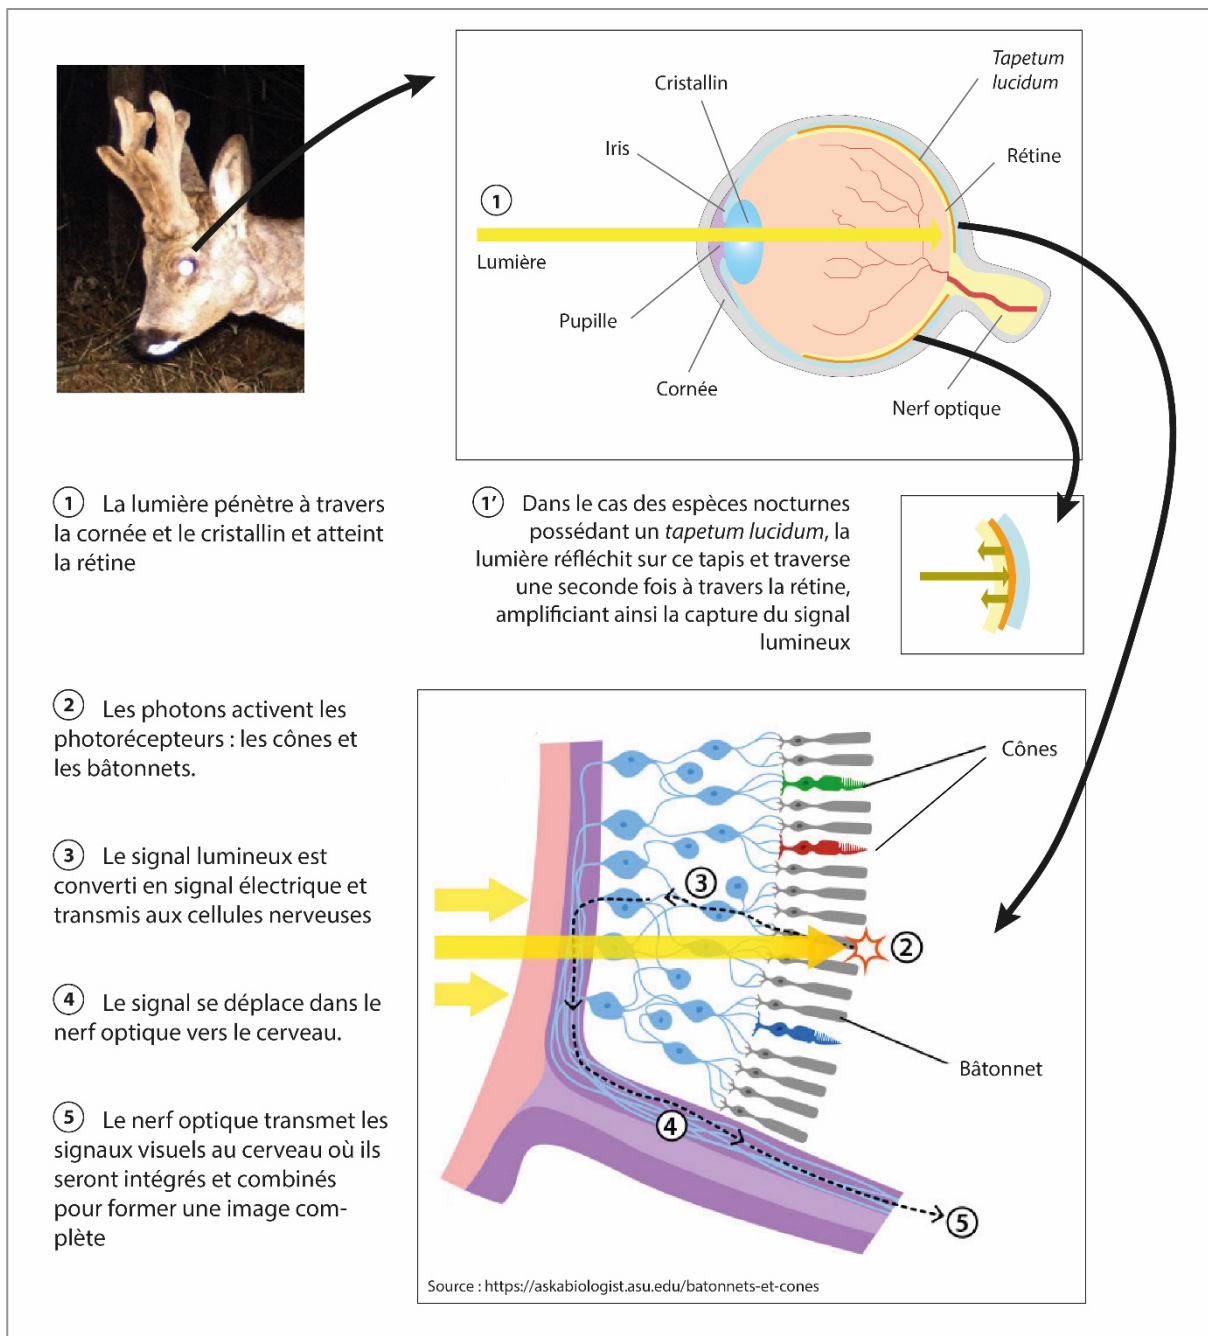 Tapetum
lucidum
Cristallin
Iris
Rétine
1
Lumière
Pupille
Cornée
Nerf optique
1 La lumière pénètre à travers
la cornée et le cristallin et atteint
la rétine
1’ Dans le cas des espèces nocturnes
possédant un tapetum lucidum, la
lumière réfléchit sur ce tapis et traverse
une seconde fois à travers la rétine,
amplificiant ainsi la capture du signal
lumineux
2 Les photons activent les
photorécepteurs : les cônes et
les bâtonnets.
3 Le signal lumineux est
converti en signal électrique et
transmis aux cellules nerveuses
4 Le signal se déplace dans le
nerf optique vers le cerveau.
5 Le nerf optique transmet les
signaux visuels au cerveau où ils
seront intégrés et combinés
pour former une image com-
plète
Cônes
3
2
Bâtonnet
4
5
Source : https://askabiologist.asu.edu/batonnets-et-cones